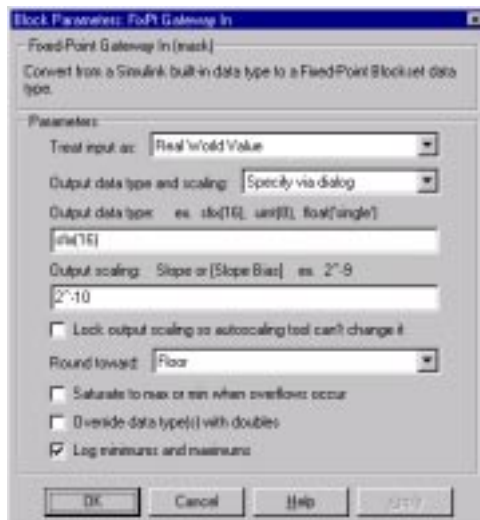 Block Parameters: FixPt Gateway In
Fixed-Point Gateway In (mask)
Convert from a Simulink built-in data type to a Fixed-Point Blockset data
type.
Parameters
Treat input as: Real World Value
Output data type and scaling: Specify via dialog
Output data type: ex. sfix(16), uint(8), float('single')
sfix(16)
Output scaling: Slope or [Slope Bias] ex. 2^-9
2^-10
Lock output scaling so autoscaling tool can't change it
Round toward: Floor
Saturate to max or min when overflows occur
Override data type(s) with doubles
Log minimums and maximums
OK Cancel Help Apply